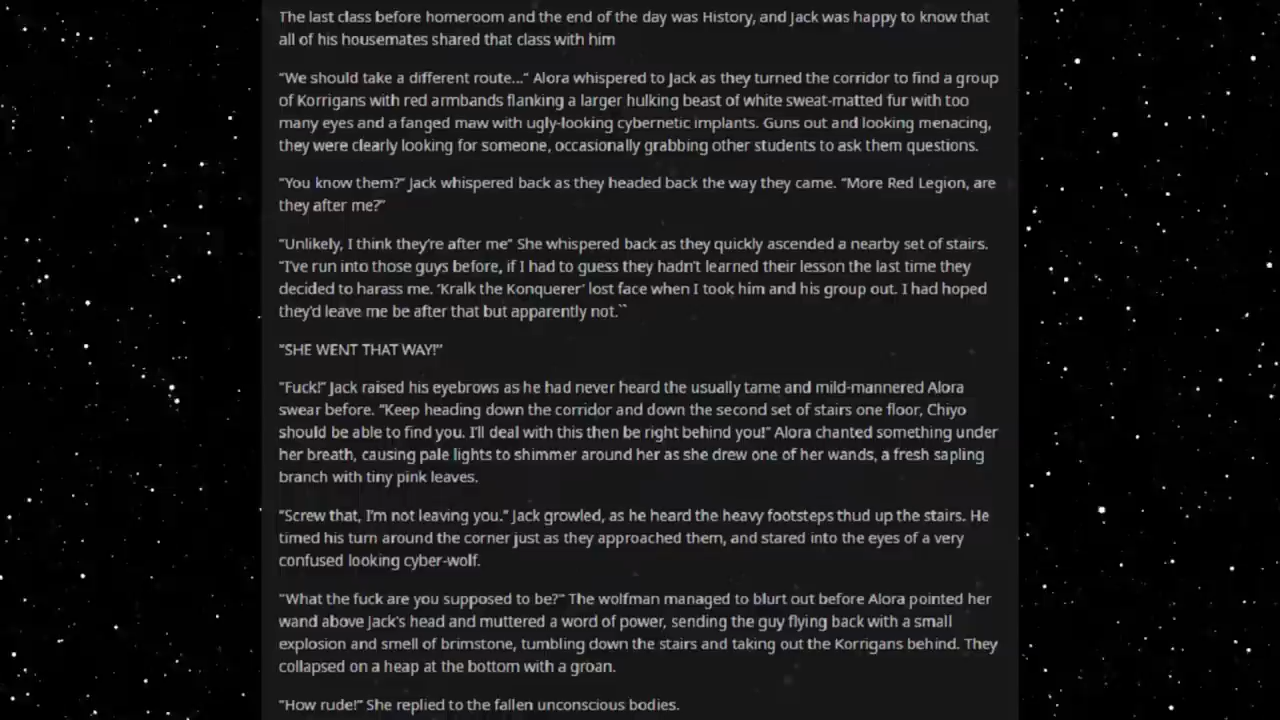 The last class before homeroom and the end of the day was History, and Jack was happy to know that
all of his housemates shared that class with him
“We should take a different route...” Alora whispered to Jack as they turned the corridor to find a group
of Korrigans with red armbands flanking a larger hulking beast of white sweat-matted fur with too
many eyes and a fanged maw with ugly-looking cybernetic implants. Guns out and looking menacing,
they were clearly looking for someone, occasionally grabbing other students to ask them questions.
“You know them?” Jack whispered back as they headed back the way they came. “More Red Legion, are
they after me?”
“Unlikely, I think they’re after me” She whispered back as they quickly ascended a nearby set of stairs.
“I’ve run into those guys before, if I had to guess they hadn’t learned their lesson the last time they
decided to harass me. ‘Kralk the Konquerer’ lost face when I took him and his group out. I had hoped
they’d leave me be after that but apparently not.``
“SHE WENT THAT WAY!”
“Fuck!” Jack raised his eyebrows as he had never heard the usually tame and mild-mannered Alora
swear before. “Keep heading down the corridor and down the second set of stairs one floor, Chiyo
should be able to find you. I’ll deal with this then be right behind you!” Alora chanted something under
her breath, causing pale lights to shimmer around her as she drew one of her wands, a fresh sapling
branch with tiny pink leaves.
“Screw that, I’m not leaving you.” Jack growled, as he heard the heavy footsteps thud up the stairs. He
timed his turn around the corner just as they approached them, and stared into the eyes of a very
confused looking cyber-wolf.
“What the fuck are you supposed to be?” The wolfman managed to blurt out before Alora pointed her
wand above Jack’s head and muttered a word of power, sending the guy flying back with a small
explosion and smell of brimstone, tumbling down the stairs and taking out the Korrigans behind. They
collapsed on a heap at the bottom with a groan.
“How rude!” She replied to the fallen unconscious bodies.